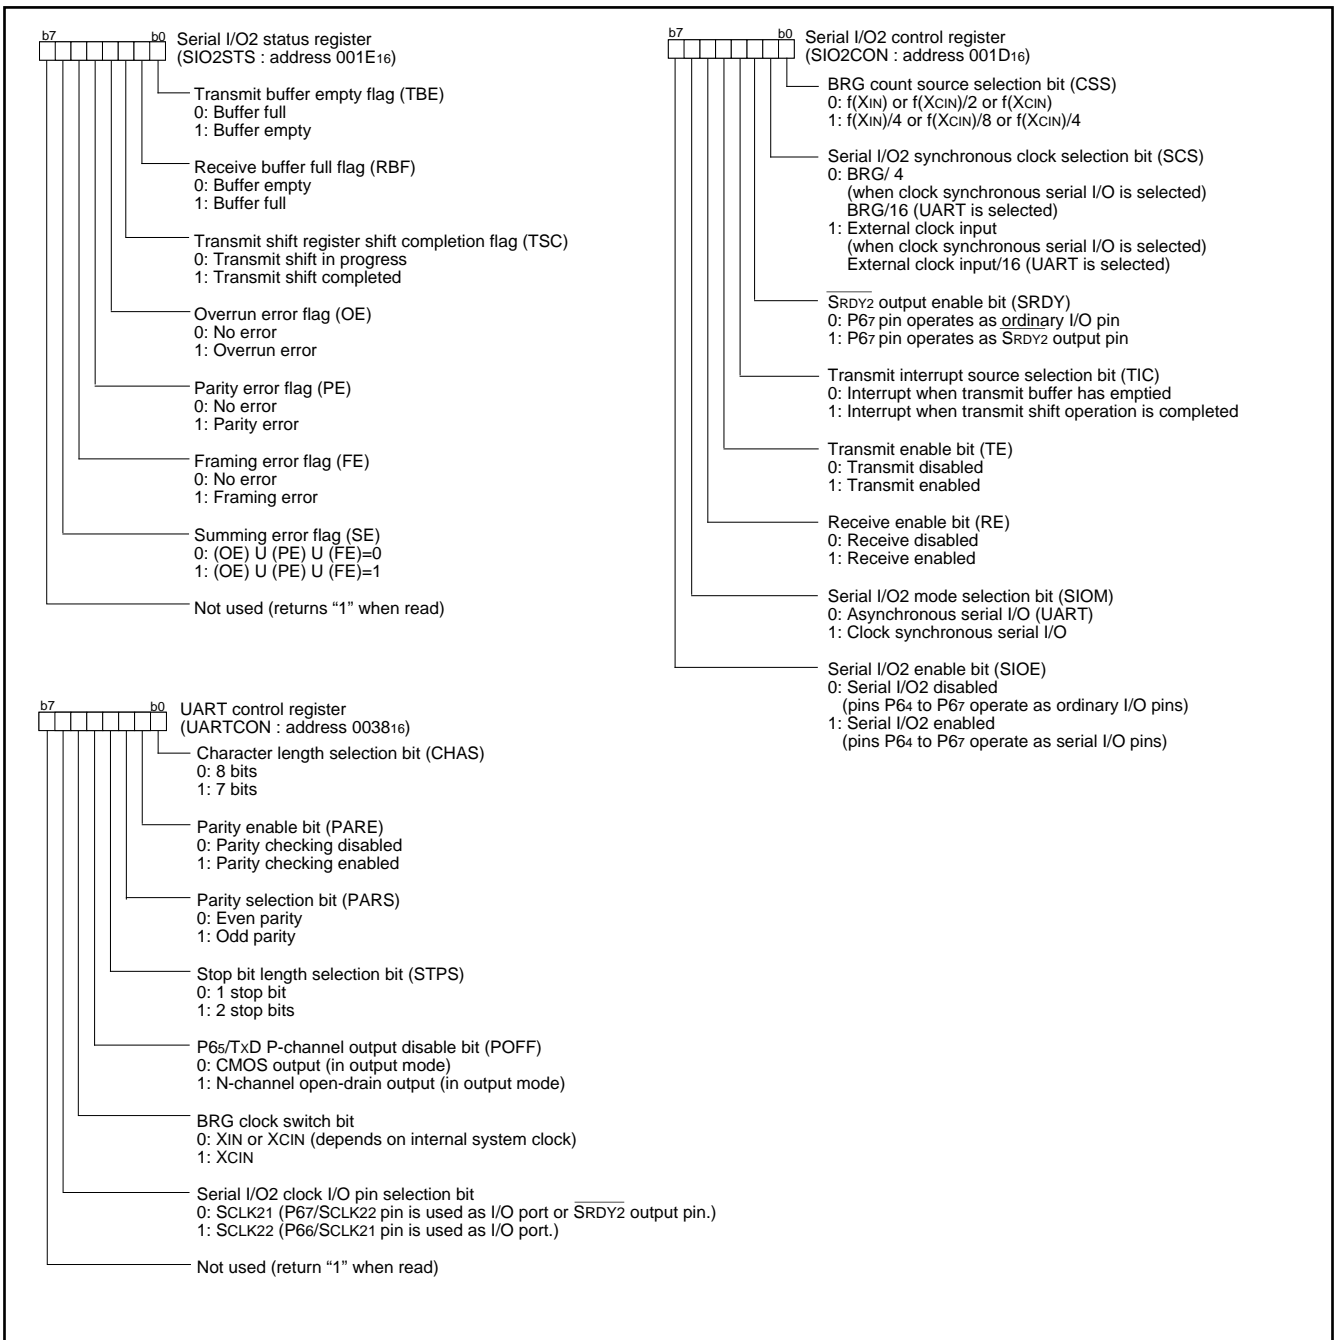 b7 b0 Serial I/O2 status register
(SIO2STS : address 001E16)
Transmit buffer empty flag (TBE)
0: Buffer full
1: Buffer empty
Receive buffer full flag (RBF)
0: Buffer empty
1: Buffer full
Transmit shift register shift completion flag (TSC)
0: Transmit shift in progress
1: Transmit shift completed
Overrun error flag (OE)
0: No error
1: Overrun error
Parity error flag (PE)
0: No error
1: Parity error
Framing error flag (FE)
0: No error
1: Framing error
Summing error flag (SE)
0: (OE) U (PE) U (FE)=0
1: (OE) U (PE) U (FE)=1
Not used (returns “1” when read)
b7 b0 UART control register
(UARTCON : address 003816)
Character length selection bit (CHAS)
0: 8 bits
1: 7 bits
Parity enable bit (PARE)
0: Parity checking disabled
1: Parity checking enabled
Parity selection bit (PARS)
0: Even parity
1: Odd parity
Stop bit length selection bit (STPS)
0: 1 stop bit
1: 2 stop bits
P65/TXD P-channel output disable bit (POFF)
0: CMOS output (in output mode)
1: N-channel open-drain output (in output mode)
BRG clock switch bit
0: XIN or XCIN (depends on internal system clock)
1: XCIN
Serial I/O2 clock I/O pin selection bit
0: SCLK21 (P67/SCLK22 pin is used as I/O port or SRDY2 output pin.)
1: SCLK22 (P66/SCLK21 pin is used as I/O port.)
Not used (return “1” when read)
b7 b0 Serial I/O2 control register
(SIO2CON : address 001D16)
BRG count source selection bit (CSS)
0: f(XIN) or f(XCIN)/2 or f(XCIN)
1: f(XIN)/4 or f(XCIN)/8 or f(XCIN)/4
Serial I/O2 synchronous clock selection bit (SCS)
0: BRG/ 4
(when clock synchronous serial I/O is selected)
BRG/16 (UART is selected)
1: External clock input
(when clock synchronous serial I/O is selected)
External clock input/16 (UART is selected)
SRDY2 output enable bit (SRDY)
0: P67 pin operates as ordinary I/O pin
1: P67 pin operates as SRDY2 output pin
Transmit interrupt source selection bit (TIC)
0: Interrupt when transmit buffer has emptied
1: Interrupt when transmit shift operation is completed
Transmit enable bit (TE)
0: Transmit disabled
1: Transmit enabled
Receive enable bit (RE)
0: Receive disabled
1: Receive enabled
Serial I/O2 mode selection bit (SIOM)
0: Asynchronous serial I/O (UART)
1: Clock synchronous serial I/O
Serial I/O2 enable bit (SIOE)
0: Serial I/O2 disabled
(pins P64 to P67 operate as ordinary I/O pins)
1: Serial I/O2 enabled
(pins P64 to P67 operate as serial I/O pins)